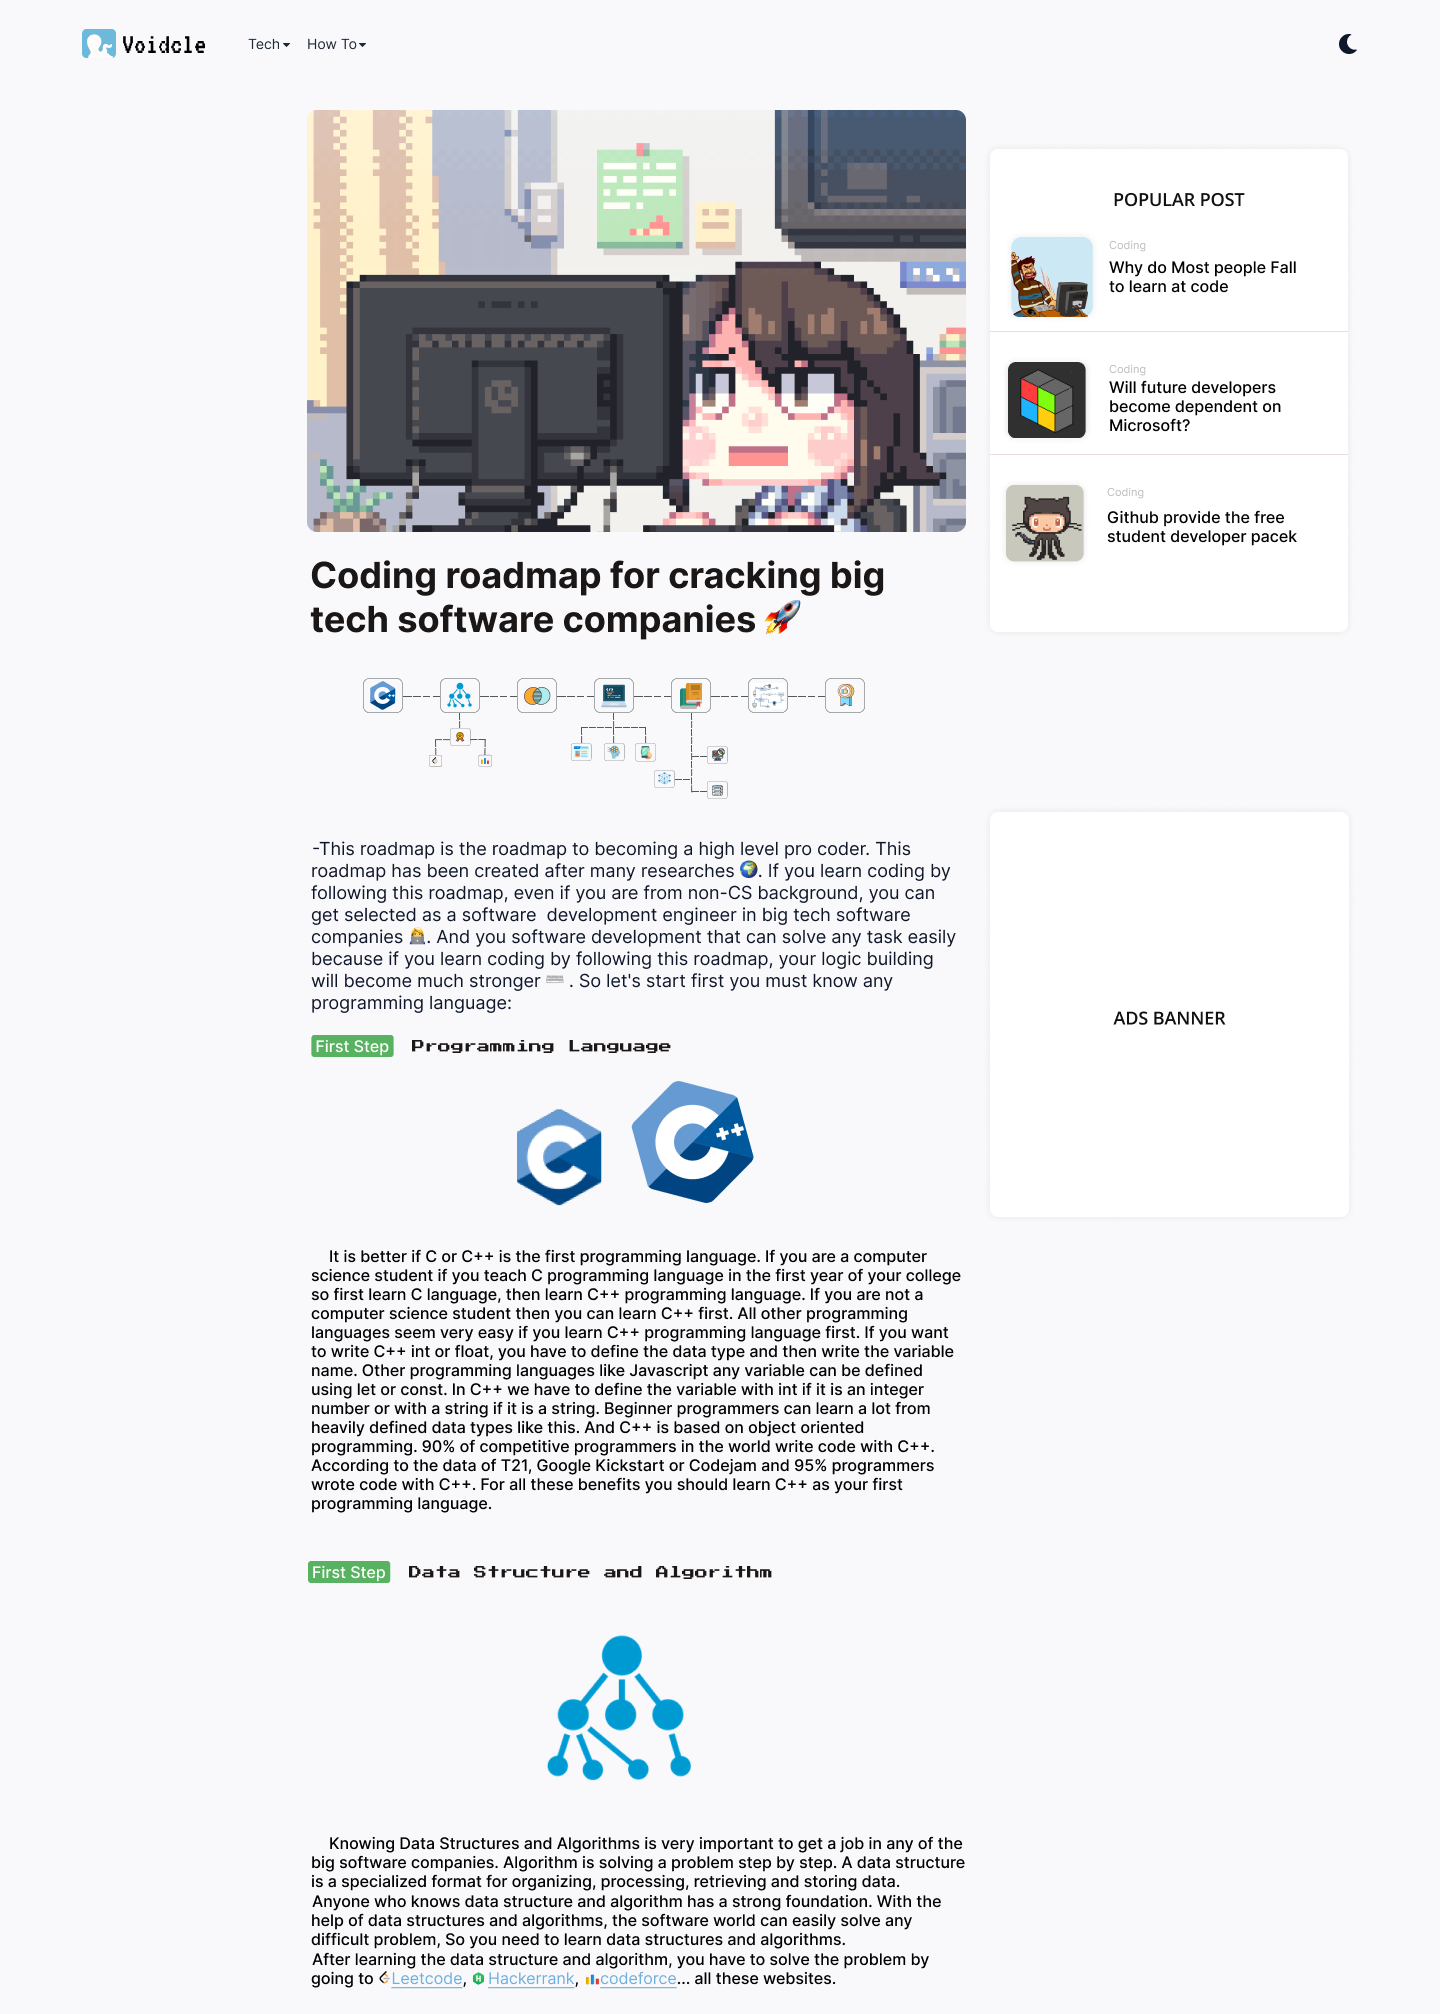 Voidcle
Tech
How To
Coding roadmap for cracking big
tech software companies 🚀
-This roadmap is the roadmap to becoming a high level pro coder. This
roadmap has been created after many researches 🌍. If you learn coding by
following this roadmap, even if you are from non-CS background, you can
get selected as a software  development engineer in big tech software
companies 👩‍💻. And you software development that can solve any task easily
because if you learn coding by following this roadmap, your logic building
will become much stronger ⌨️ . So let's start first you must know any
programming language:
First Step Programming Language
It is better if C or C++ is the first programming language. If you are a computer
science student if you teach C programming language in the first year of your college
so first learn C language, then learn C++ programming language. If you are not a
computer science student then you can learn C++ first. All other programming
languages seem very easy if you learn C++ programming language first. If you want
to write C++ int or float, you have to define the data type and then write the variable
name. Other programming languages like Javascript any variable can be defined
using let or const. In C++ we have to define the variable with int if it is an integer
number or with a string if it is a string. Beginner programmers can learn a lot from
heavily defined data types like this. And C++ is based on object oriented
programming. 90% of competitive programmers in the world write code with C++.
According to the data of T21, Google Kickstart or Codejam and 95% programmers
wrote code with C++. For all these benefits you should learn C++ as your first
programming language.
First Step Data Structure and Algorithm
Knowing Data Structures and Algorithms is very important to get a job in any of the
big software companies. Algorithm is solving a problem step by step. A data structure
is a specialized format for organizing, processing, retrieving and storing data.
Anyone who knows data structure and algorithm has a strong foundation. With the
help of data structures and algorithms, the software world can easily solve any
difficult problem, So you need to learn data structures and algorithms.
After learning the data structure and algorithm, you have to solve the problem by
going to Leetcode, Hackerrank, codeforce... all these websites.
POPULAR POST
Coding
Why do Most people Fall
to learn at code
Coding
Will future developers
become dependent on
Microsoft?
Coding
Github provide the free
student developer pacek
ADS BANNER